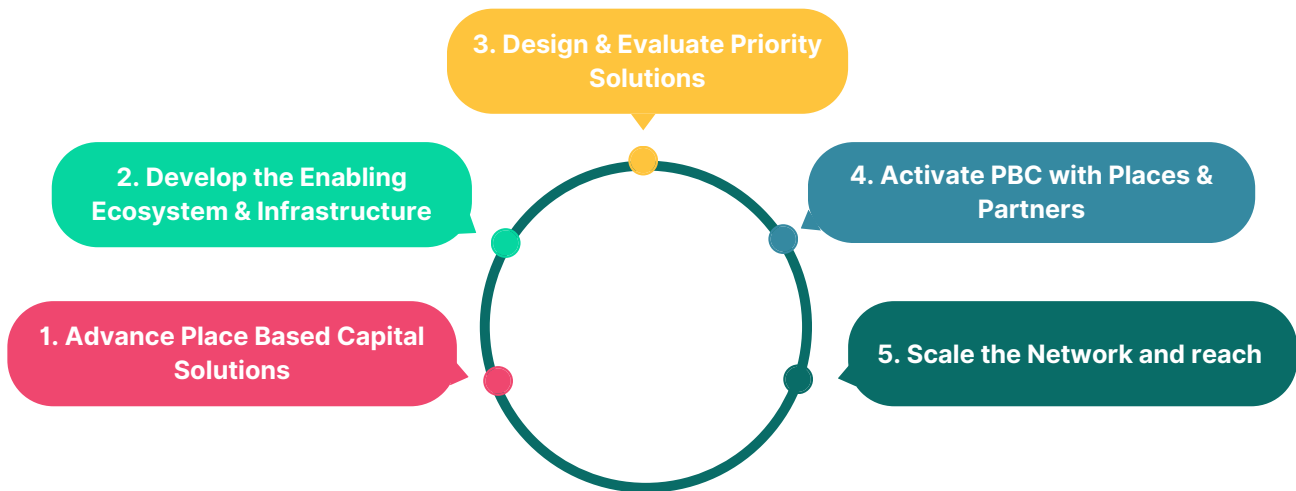 3. Design & Evaluate Priority
Solutions
2. Develop the Enabling
Ecosystem & Infrastructure
4. Activate PBC with Places &
Partners
1. Advance Place Based Capital
Solutions
5. Scale the Network and reach